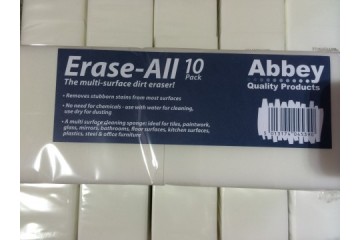 Erase-All 10 Pack
The multi-surface dirt eraser!
• Removes stubborn stains from most surfaces
• No need for chemicals - use with water for cleaning,
use dry for dusting
• A multi surface cleaning sponge ideal for tiles, paintwork,
glass, mirrors, bathrooms, floor surfaces, kitchen surfaces,
plastics, steel & office furniture
Abbey
Quality Products